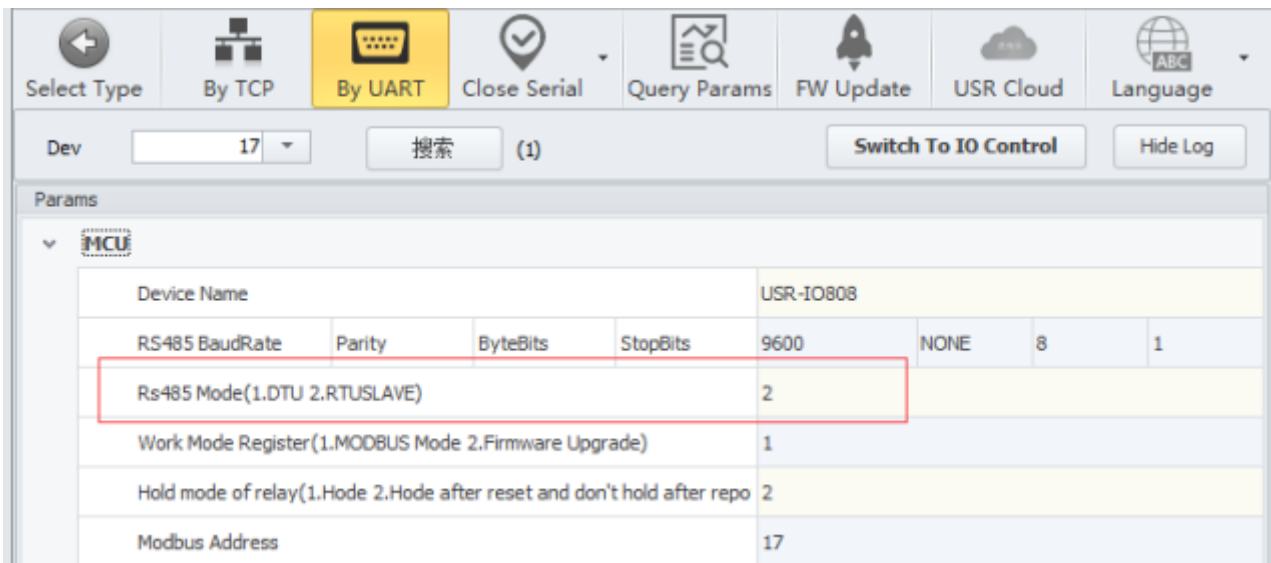 Select Type By TCP By UART Close Serial Query Params FW Update USR Cloud ABC Language
Dev 17 搜索 (1) Switch To IO Control Hide Log
Params
MCU
Device Name USR-IO808
RS485 BaudRate Parity ByteBits StopBits 9600 NONE 8 1
Rs485 Mode(1.DTU 2.RTUSLAVE) 2
Work Mode Register(1.MODBUS Mode 2.Firmware Upgrade) 1
Hold mode of relay(1.Hode 2.Hode after reset and don't hold after repo 2
Modbus Address 17